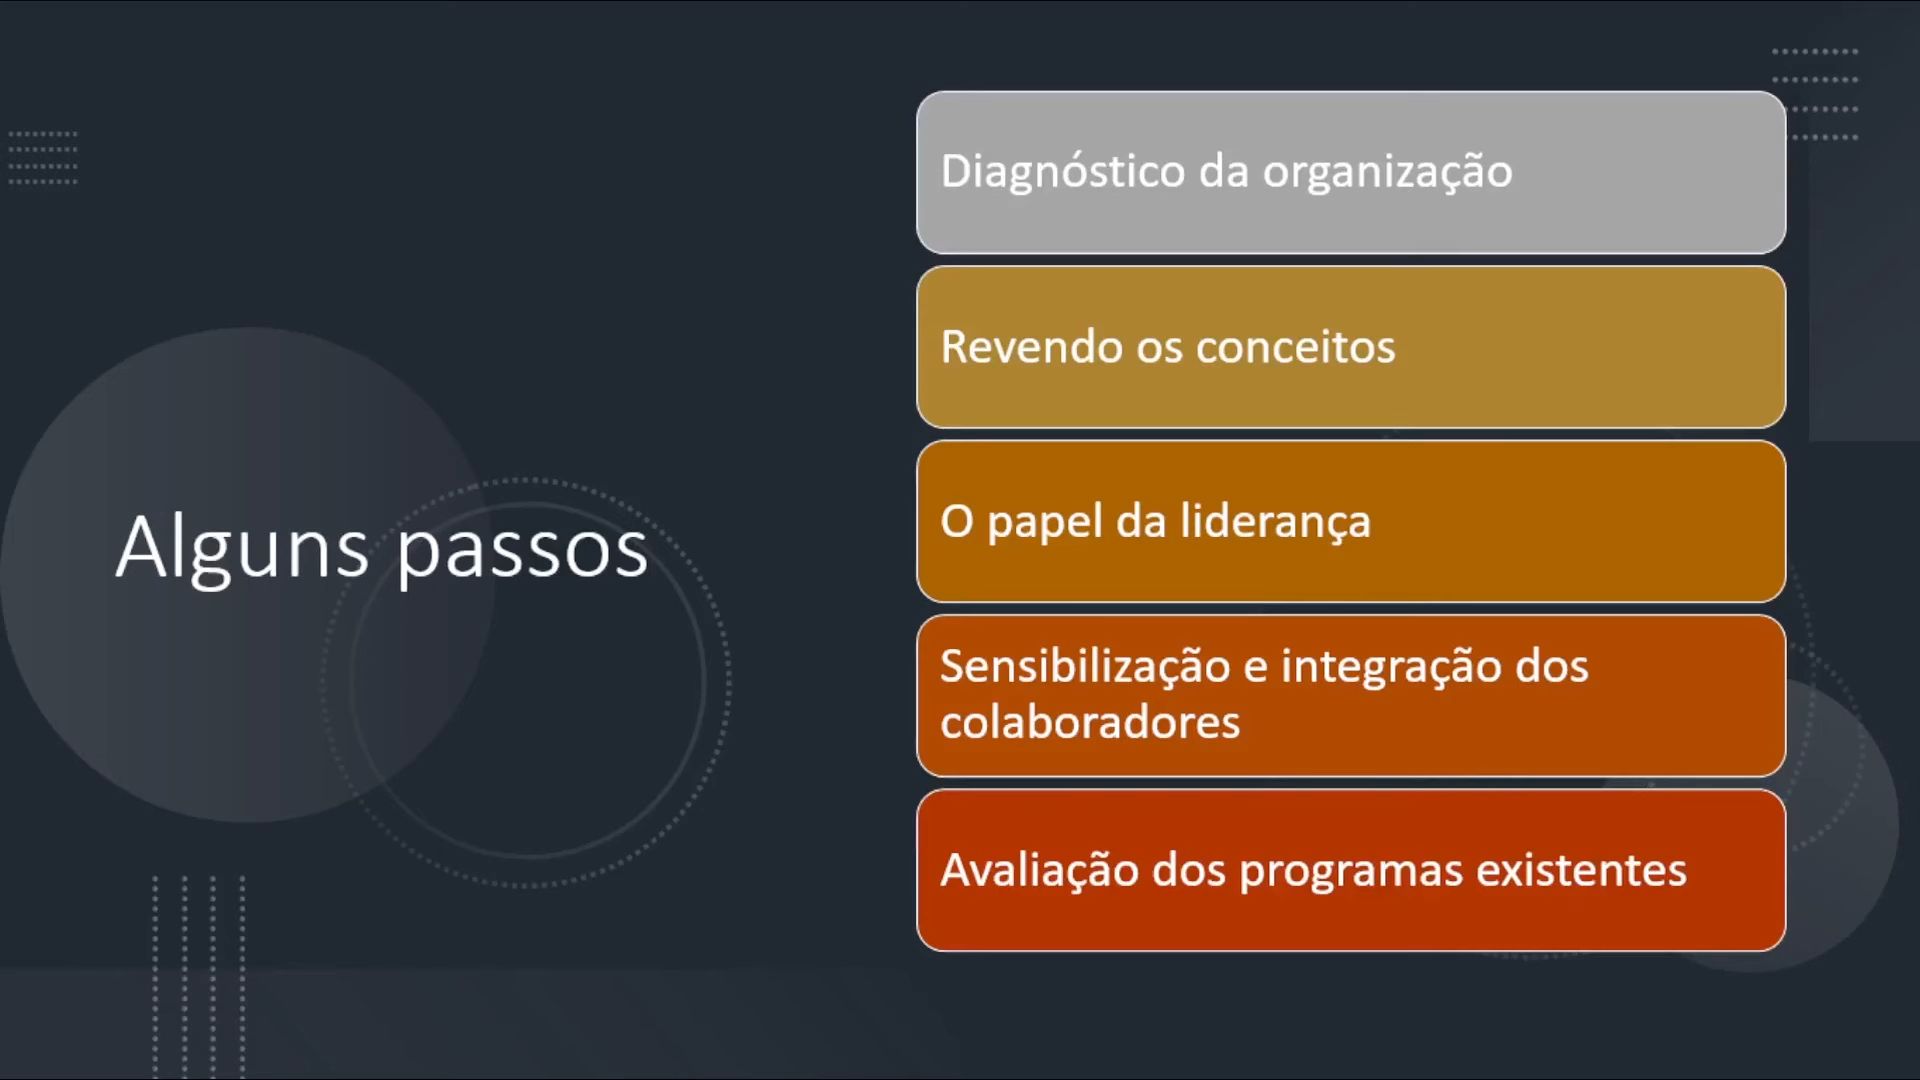 Alguns passos
Diagnóstico da organização
Revendo os conceitos
O papel da liderança
Sensibilização e integração dos
colaboradores
Avaliação dos programas existentes